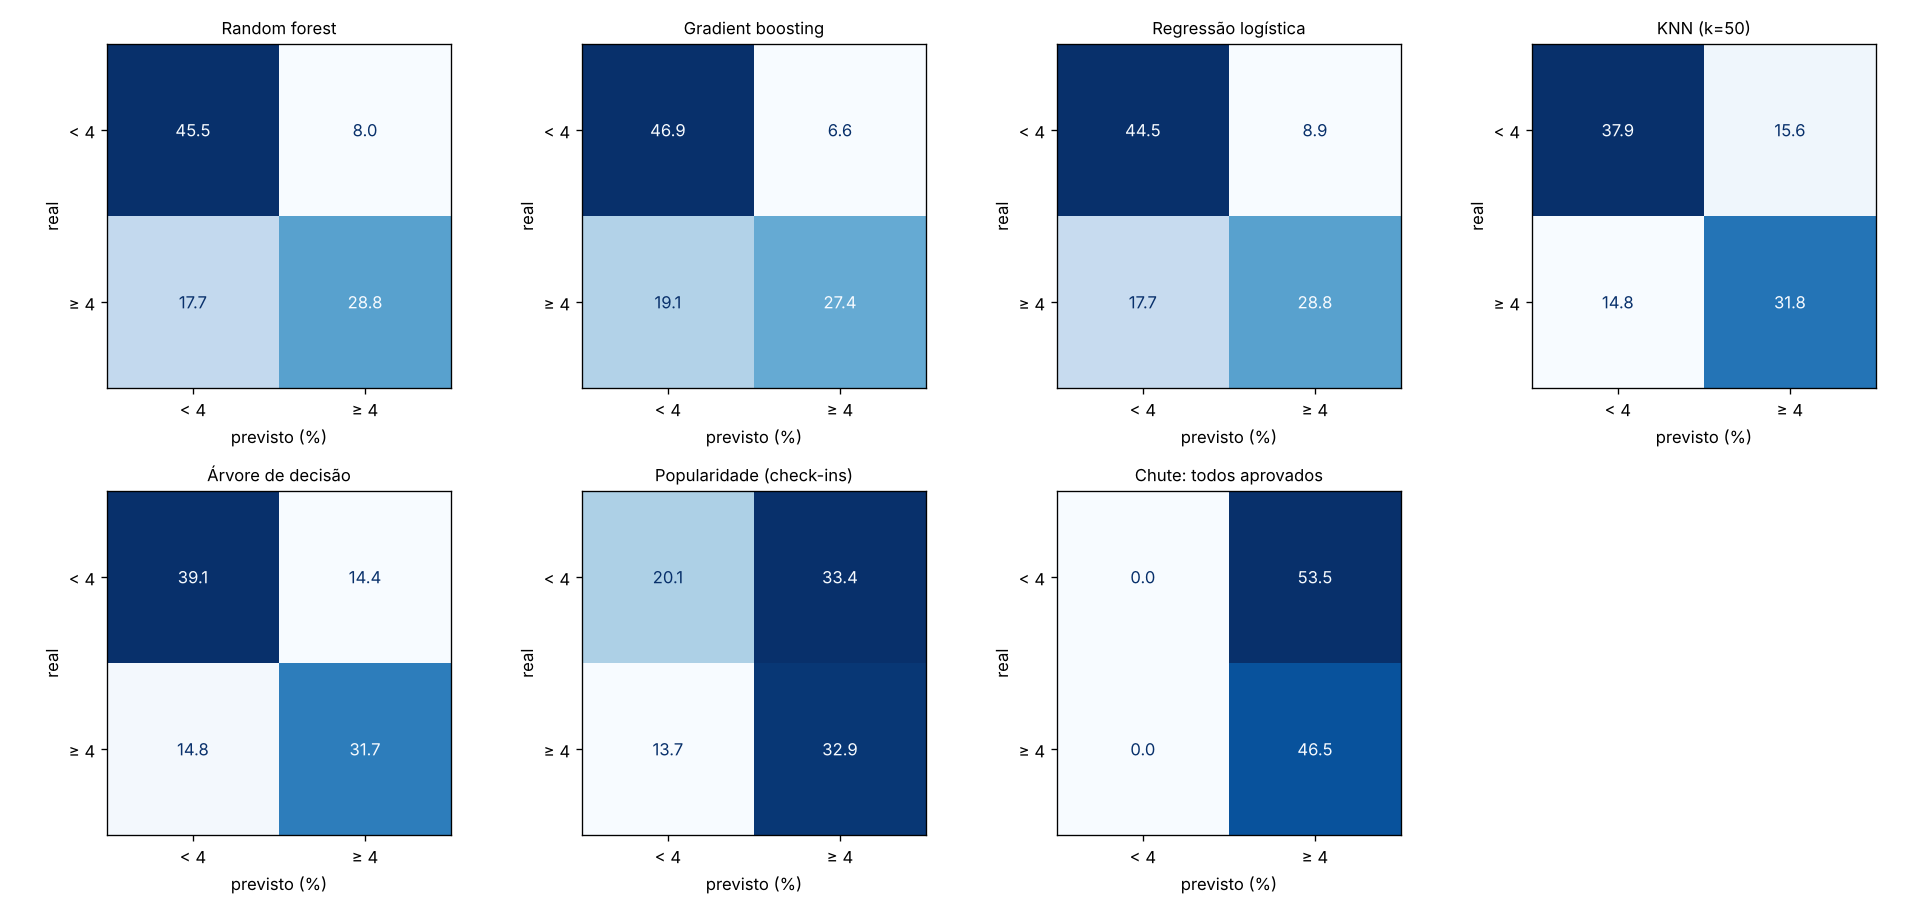 Random forest
< 4
45.5
8.0
real
≥ 4
17.7
28.8
< 4
≥ 4
previsto (%)
Gradient boosting
< 4
46.9
6.6
real
≥ 4
19.1
27.4
< 4
≥ 4
previsto (%)
Regressão logística
< 4
44.5
8.9
real
≥ 4
17.7
28.8
< 4
≥ 4
previsto (%)
KNN (k=50)
< 4
37.9
15.6
real
≥ 4
14.8
31.8
< 4
≥ 4
previsto (%)
Árvore de decisão
< 4
39.1
14.4
real
≥ 4
14.8
31.7
< 4
≥ 4
previsto (%)
Popularidade (check-ins)
< 4
20.1
33.4
real
≥ 4
13.7
32.9
< 4
≥ 4
previsto (%)
Chute: todos aprovados
< 4
0.0
53.5
real
≥ 4
0.0
46.5
< 4
≥ 4
previsto (%)